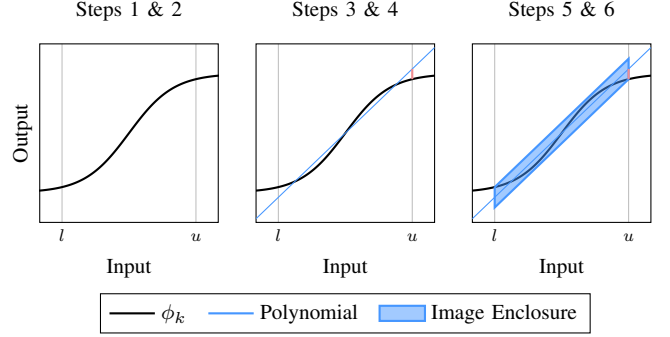 Steps 1 & 2 Steps 3 & 4 Steps 5 & 6
Output
l u l u l u
Input Input Input
ϕk Polynomial Image Enclosure